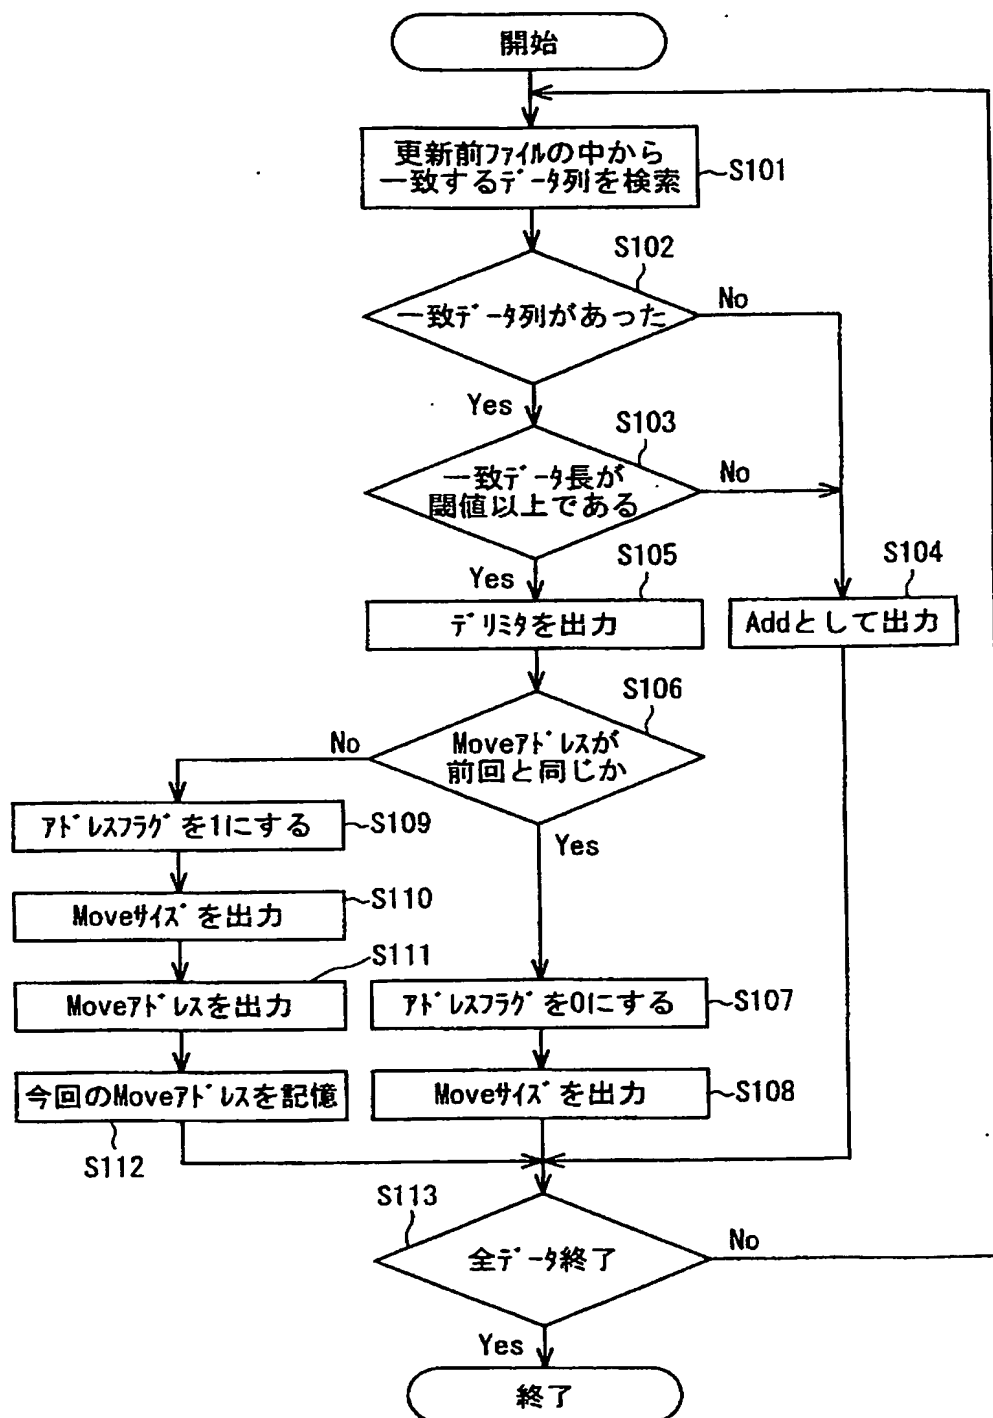 開始
更新前ファイルの中から
一致するデータ列を検索
S101
S102
一致データ列があった
No
Yes
S103
一致データ長が
閾値以上である
No
Yes
S105
デリミタを出力
S104
Addとして出力
S106
Moveアドレスが
前回と同じか
No
Yes
アドレスフラグを1にする
S109
Moveサイズを出力
S110
S111
Moveアドレスを出力
アドレスフラグを0にする
S107
今回のMoveアドレスを記憶
S112
Moveサイズを出力
S108
S113
全データ終了
No
Yes
終了